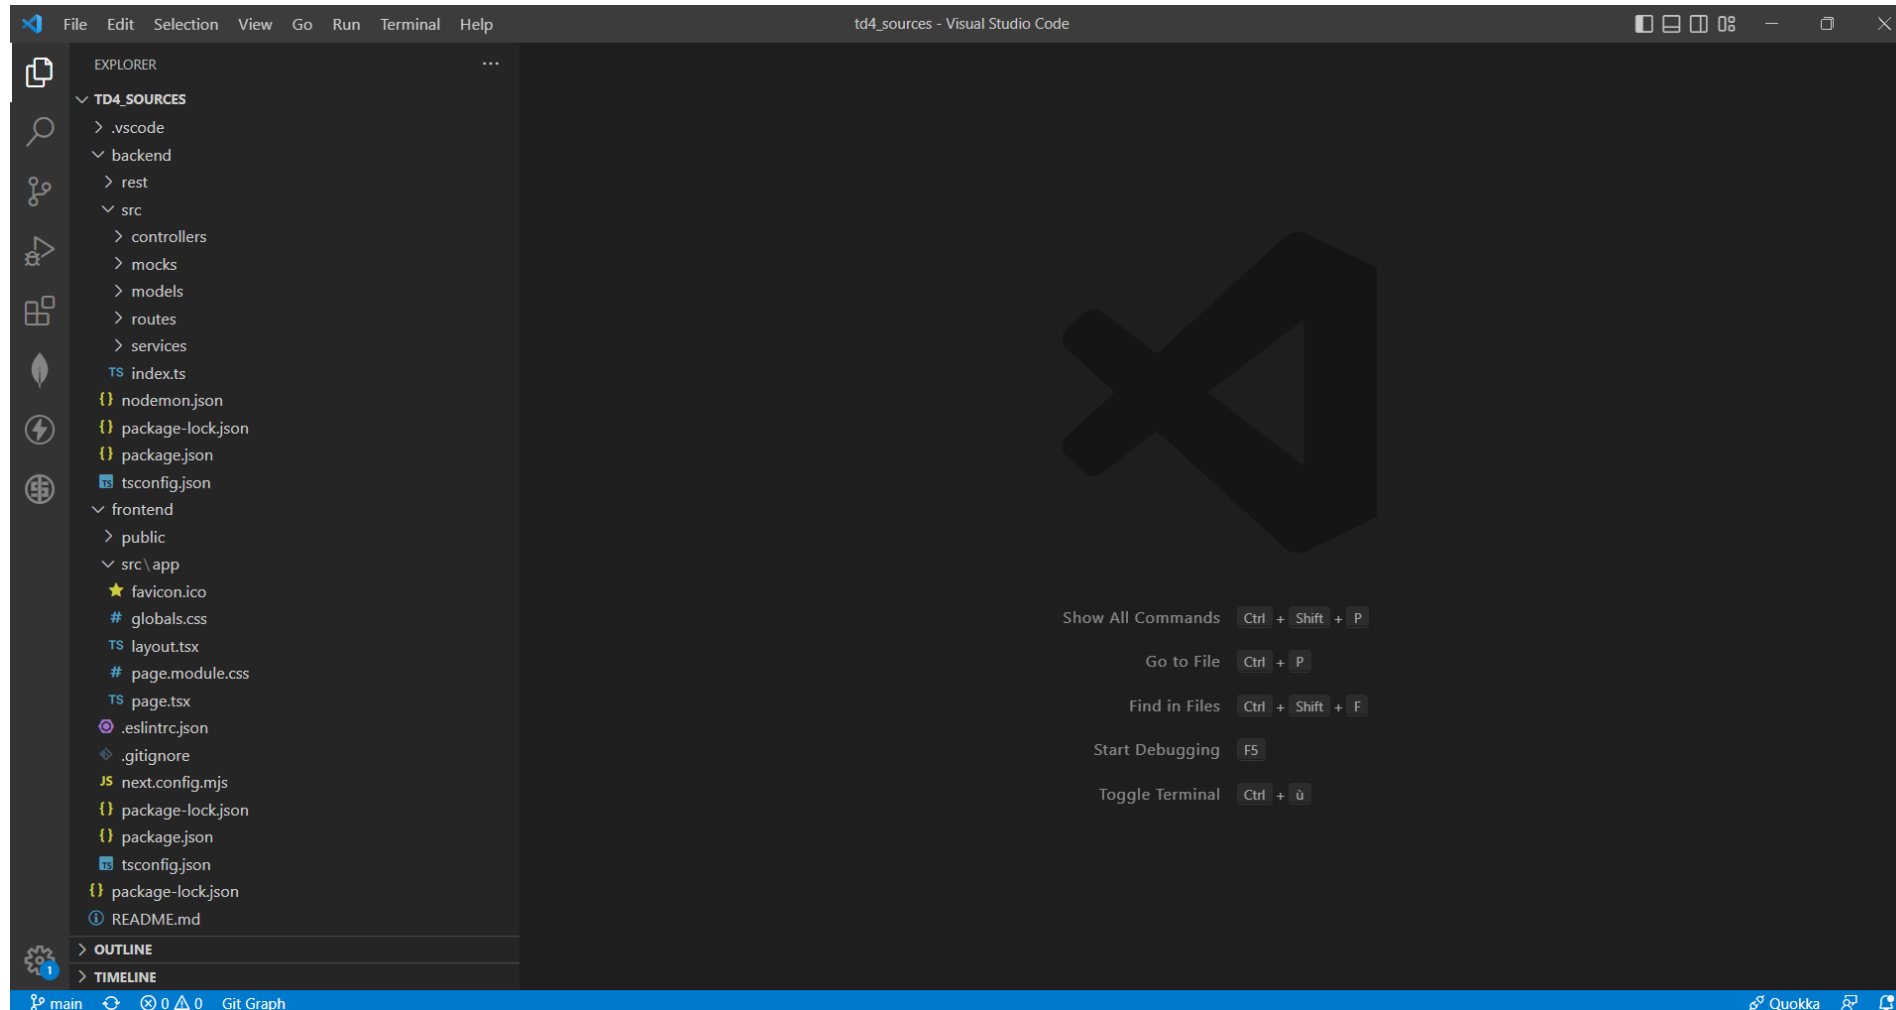 File Edit Selection View Go Run Terminal Help
td4_sources - Visual Studio Code
EXPLORER
TD4_SOURCES
.vscode
backend
rest
src
controllers
mocks
models
routes
services
TS index.ts
{} nodemon.json
{} package-lock.json
{} package.json
TS tsconfig.json
frontend
public
src\app
favicon.ico
# globals.css
TS layout.tsx
# page.module.css
TS page.tsx
.eslintrc.json
.gitignore
JS next.config.mjs
{} package-lock.json
{} package.json
TS tsconfig.json
{} package-lock.json
README.md
OUTLINE
TIMELINE
1
Show All Commands Ctrl + Shift + P
Go to File Ctrl + P
Find in Files Ctrl + Shift + F
Start Debugging F5
Toggle Terminal Ctrl + ù
main 0 0 Git Graph
Quokka